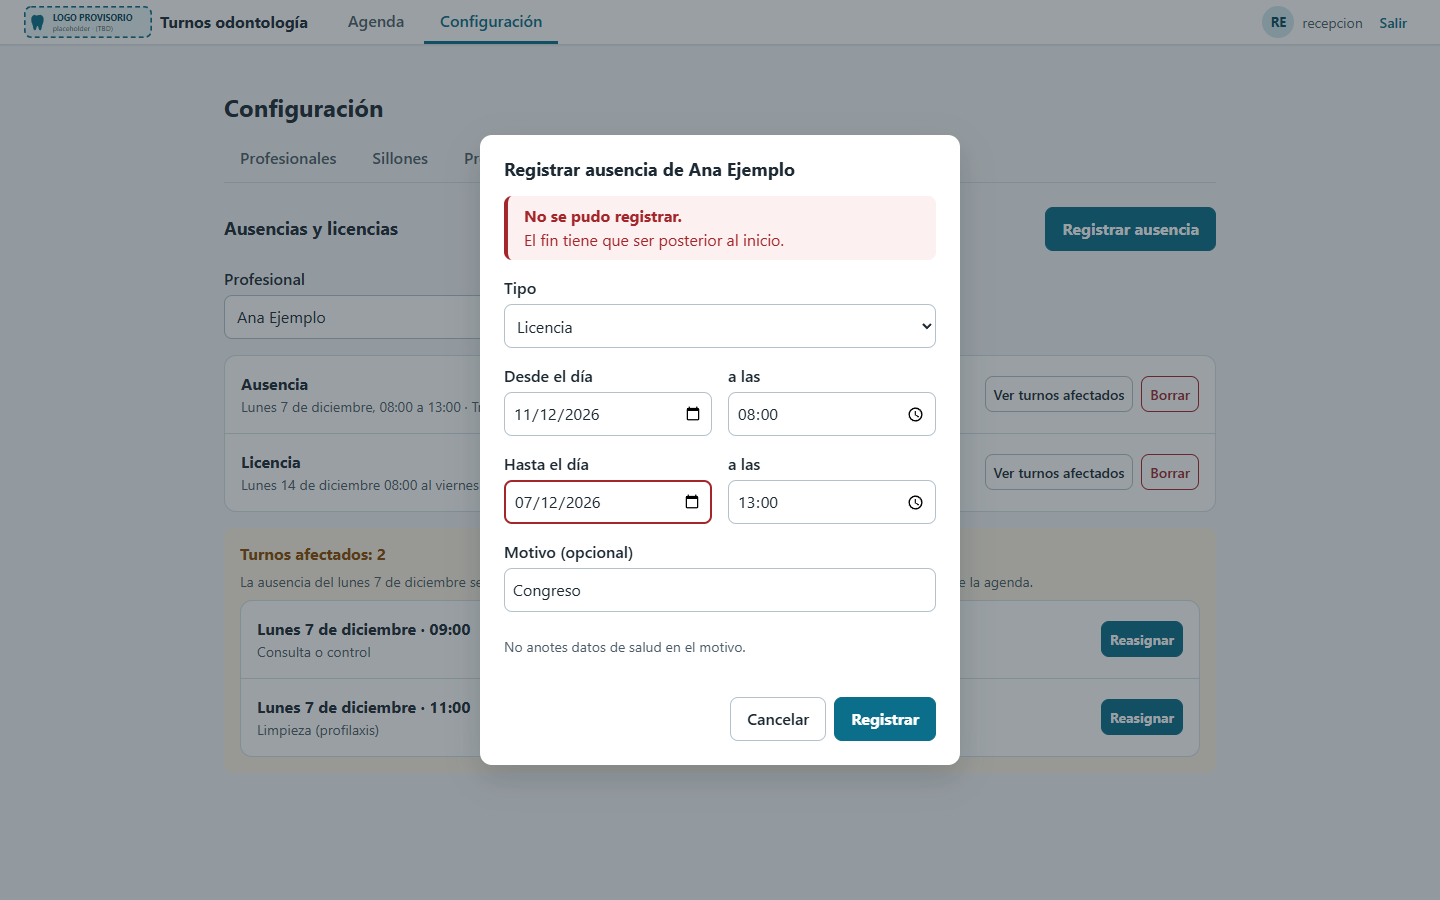 LOGO PROVISORIO
placeholder · (TBD)
Turnos odontología
Agenda
Configuración
RE
recepcion
Salir
Configuración
Profesionales
Sillones
Ausencias y licencias
Registrar ausencia
Profesional
Ana Ejemplo
Ausencia
Lunes 7 de diciembre, 08:00 a 13:00 ·
Ver turnos afectados
Borrar
Licencia
Lunes 14 de diciembre 08:00 al viernes
Ver turnos afectados
Borrar
Turnos afectados: 2
La ausencia del lunes 7 de diciembre se
la agenda.
Lunes 7 de diciembre · 09:00
Consulta o control
Reasignar
Lunes 7 de diciembre · 11:00
Limpieza (profilaxis)
Reasignar
Registrar ausencia de Ana Ejemplo
No se pudo registrar.
El fin tiene que ser posterior al inicio.
Tipo
Licencia
Desde el día
a las
11/12/2026
08:00
Hasta el día
a las
07/12/2026
13:00
Motivo (opcional)
Congreso
No anotes datos de salud en el motivo.
Cancelar
Registrar